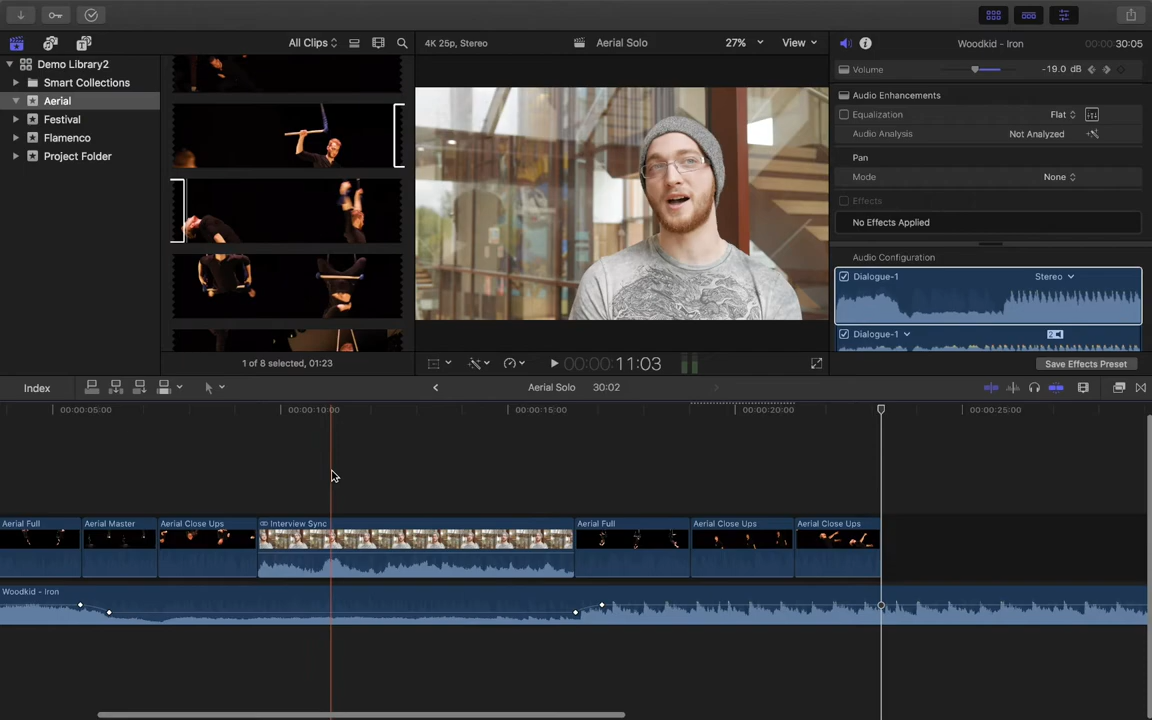 All Clips
4K 25p, Stereo
Aerial Solo
27%
View
Woodkid - Iron
00:00:30:05
Demo Library2
Smart Collections
Aerial
Festival
Flamenco
Project Folder
Volume
-19.0 dB
Audio Enhancements
Equalization
Flat
Audio Analysis
Not Analyzed
Pan
Mode
None
Effects
No Effects Applied
Audio Configuration
Dialogue-1
Stereo
Dialogue-1
2
1 of 8 selected, 01:23
00:00:11:03
Save Effects Preset
Index
Aerial Solo
30:02
00:00:05:00
00:00:10:00
00:00:15:00
00:00:20:00
00:00:25:00
Aerial Full
Aerial Master
Aerial Close Ups
Interview Sync
Aerial Full
Aerial Close Ups
Aerial Close Ups
Woodkid - Iron